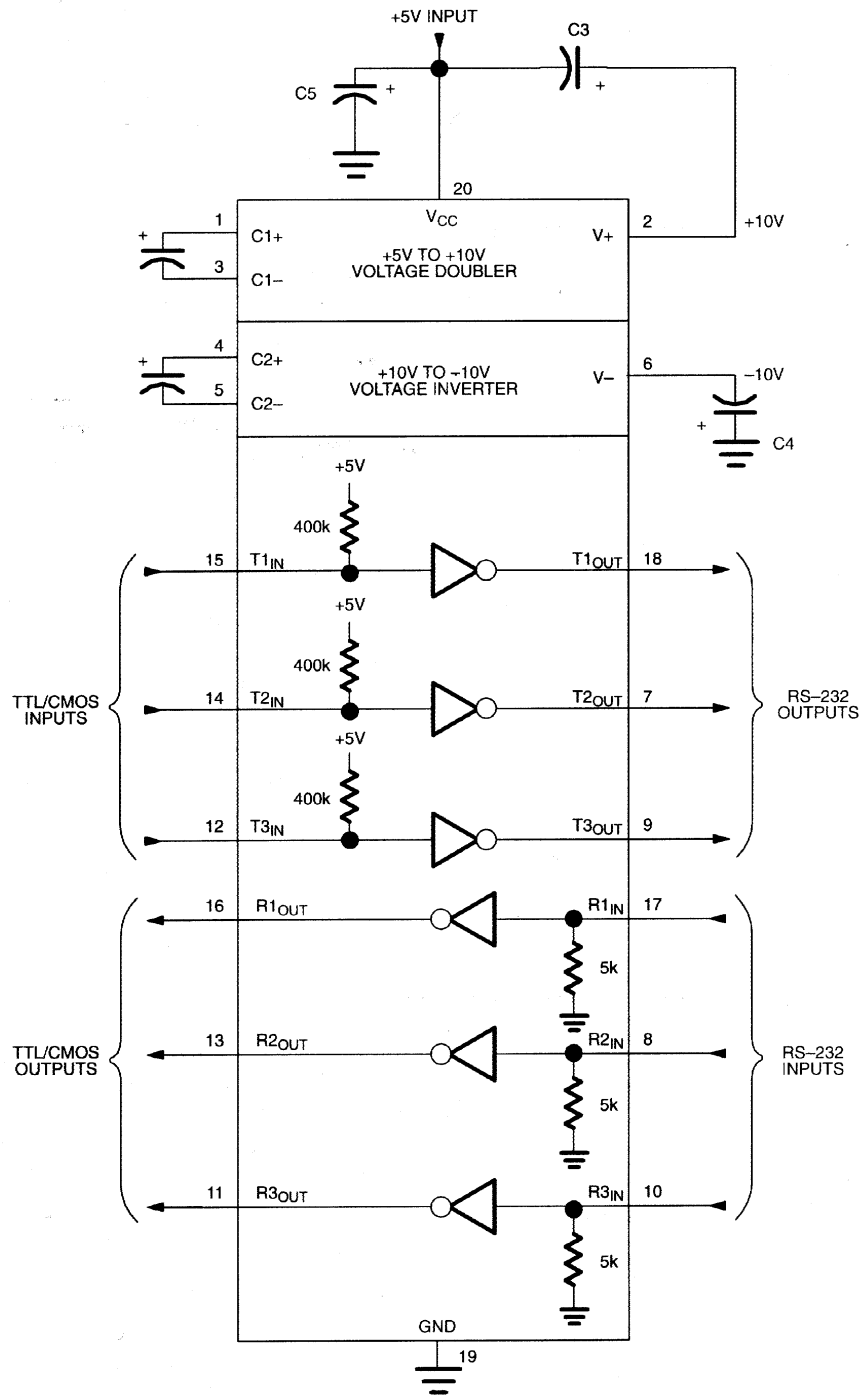 +5V INPUT
C3
C5
+
+
20
VCC
1
+
C1+
V+
2
+10V
+5V TO +10V
VOLTAGE DOUBLER
3
C1–
4
+
C2+
+10V TO –10V
VOLTAGE INVERTER
V–
6
–10V
5
C2–
+
C4
+5V
400k
15
T1IN
T1OUT
18
+5V
400k
TTL/CMOS
INPUTS
14
T2IN
T2OUT
7
RS–232
OUTPUTS
+5V
400k
12
T3IN
T3OUT
9
16
R1OUT
R1IN
17
5k
TTL/CMOS
OUTPUTS
13
R2OUT
R2IN
8
RS–232
INPUTS
5k
11
R3OUT
R3IN
10
5k
GND
19